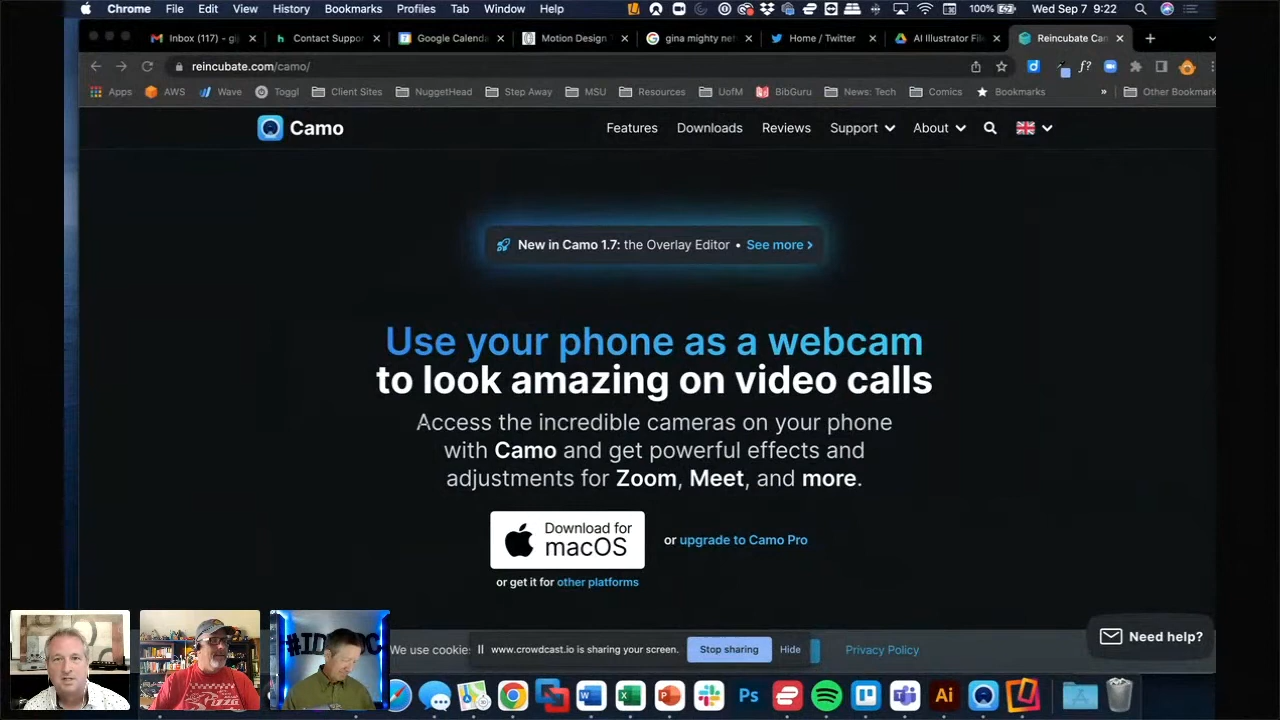 Chrome File Edit View History Bookmarks Profiles Tab Window Help 100% Wed Sep 7 9:22
Inbox (117) - gi
Contact Suppo
Google Calenda
Motion Design
gina mighty net
Home / Twitter
AI Illustrator File
Reincubate Cam
reincubate.com/camo/
f?
Apps AWS Wave Toggl Client Sites NuggetHead Step Away MSU Resources UofM BibGuru News: Tech Comics Bookmarks » Other Bookmark
Camo
Features Downloads Reviews Support About
New in Camo 1.7: the Overlay Editor • See more
Use your phone as a webcam
to look amazing on video calls
Access the incredible cameras on your phone
with Camo and get powerful effects and
adjustments for Zoom, Meet, and more.
Download for
macOS
or upgrade to Camo Pro
or get it for other platforms
Need help?
We use cookie
www.crowdcast.io is sharing your screen.
Stop sharing
Hide
Privacy Policy
Ps
Ai